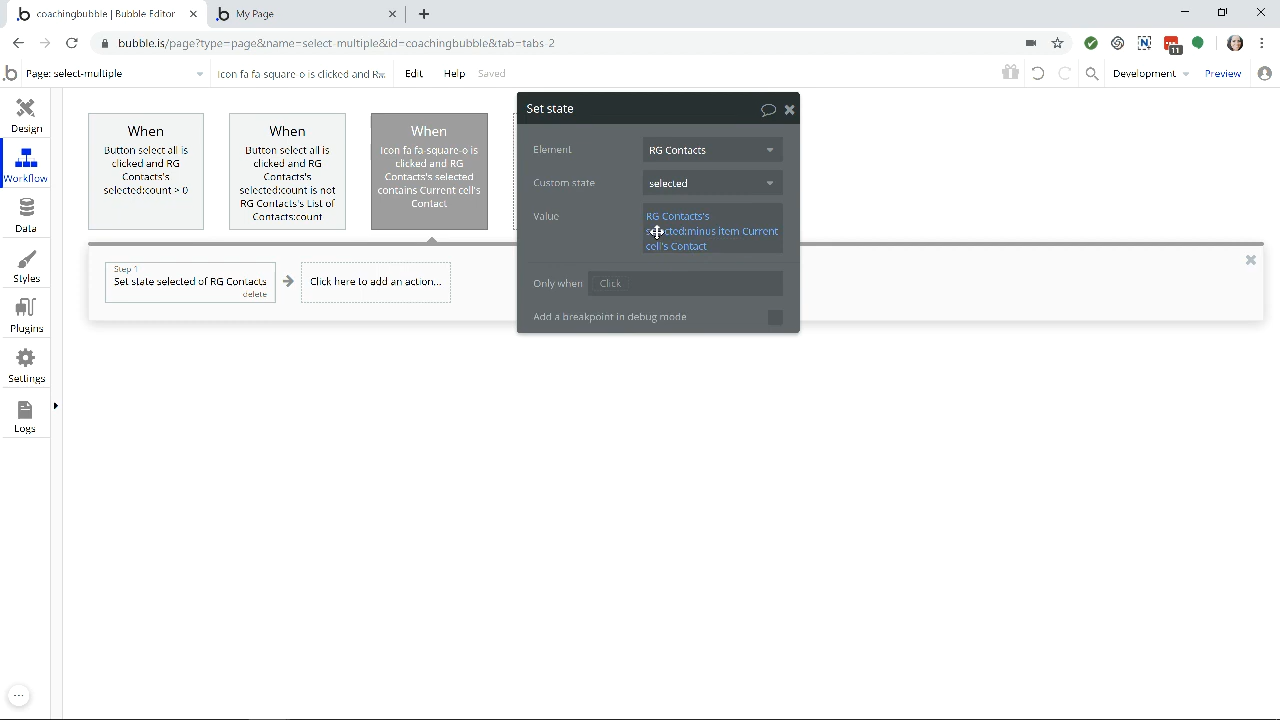 coachingbubble | Bubble Editor
My Page
bubble.is/page?type=page&name=select-multiple&id=coachingbubble&tab=tabs-2
11
Page: select-multiple
Icon fa fa-square-o is clicked and R...
Edit
Help
Saved
Development
Preview
Design
Workflow
Data
Styles
Plugins
Settings
Logs
When
Button select all is
clicked and RG
Contacts's
selected:count > 0
When
Button select all is
clicked and RG
Contacts's
selected:count is not
RG Contacts's List of
Contacts:count
When
Icon fa fa-square-o is
clicked and RG
Contacts's selected
contains Current cell's
Contact
Step 1
Set state selected of RG Contacts
delete
Click here to add an action...
Set state
Element
RG Contacts
Custom state
selected
Value
RG Contacts's
selected:minus item Current
cell's Contact
Only when
Click
Add a breakpoint in debug mode